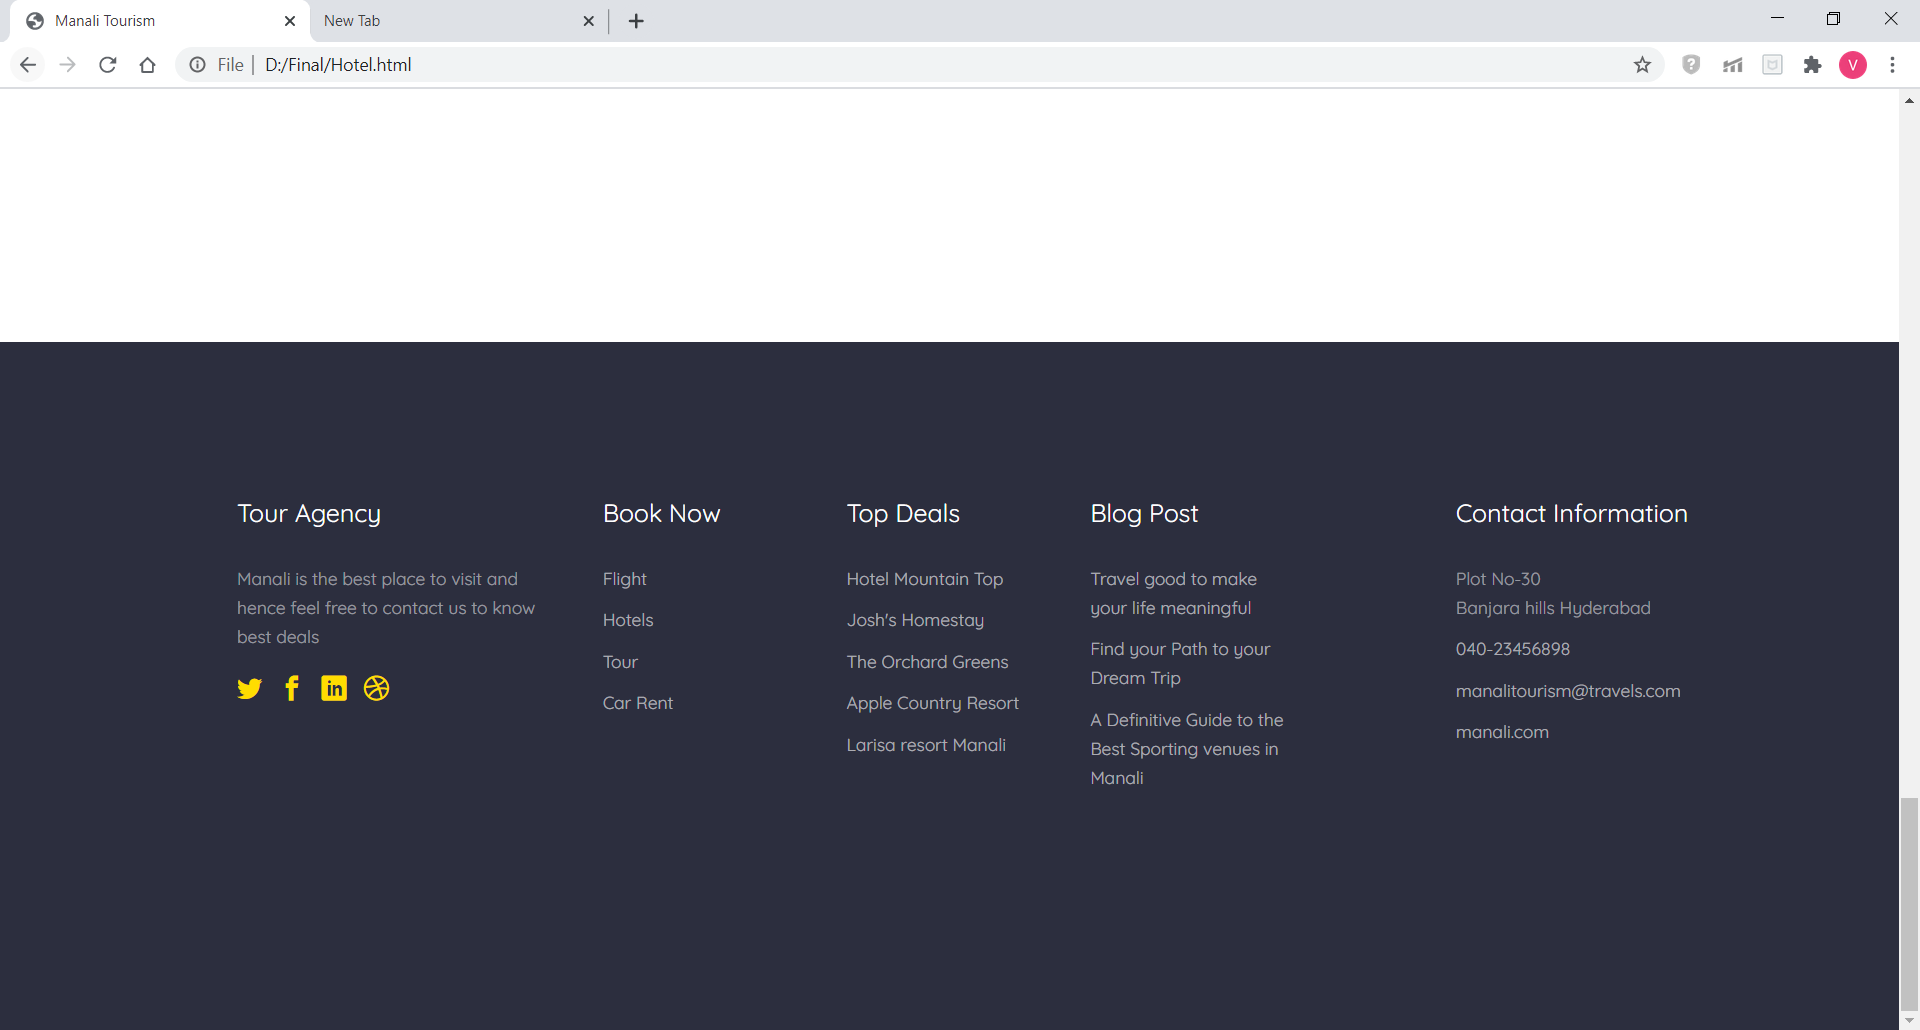 Manali Tourism
New Tab
File
D:/Final/Hotel.html
V
Tour Agency
Manali is the best place to visit and
hence feel free to contact us to know
best deals
Book Now
Flight
Hotels
Tour
Car Rent
Top Deals
Hotel Mountain Top
Josh's Homestay
The Orchard Greens
Apple Country Resort
Larisa resort Manali
Blog Post
Travel good to make
your life meaningful
Find your Path to your
Dream Trip
A Definitive Guide to the
Best Sporting venues in
Manali
Contact Information
Plot No-30
Banjara hills Hyderabad
040-23456898
manalitourism@travels.com
manali.com